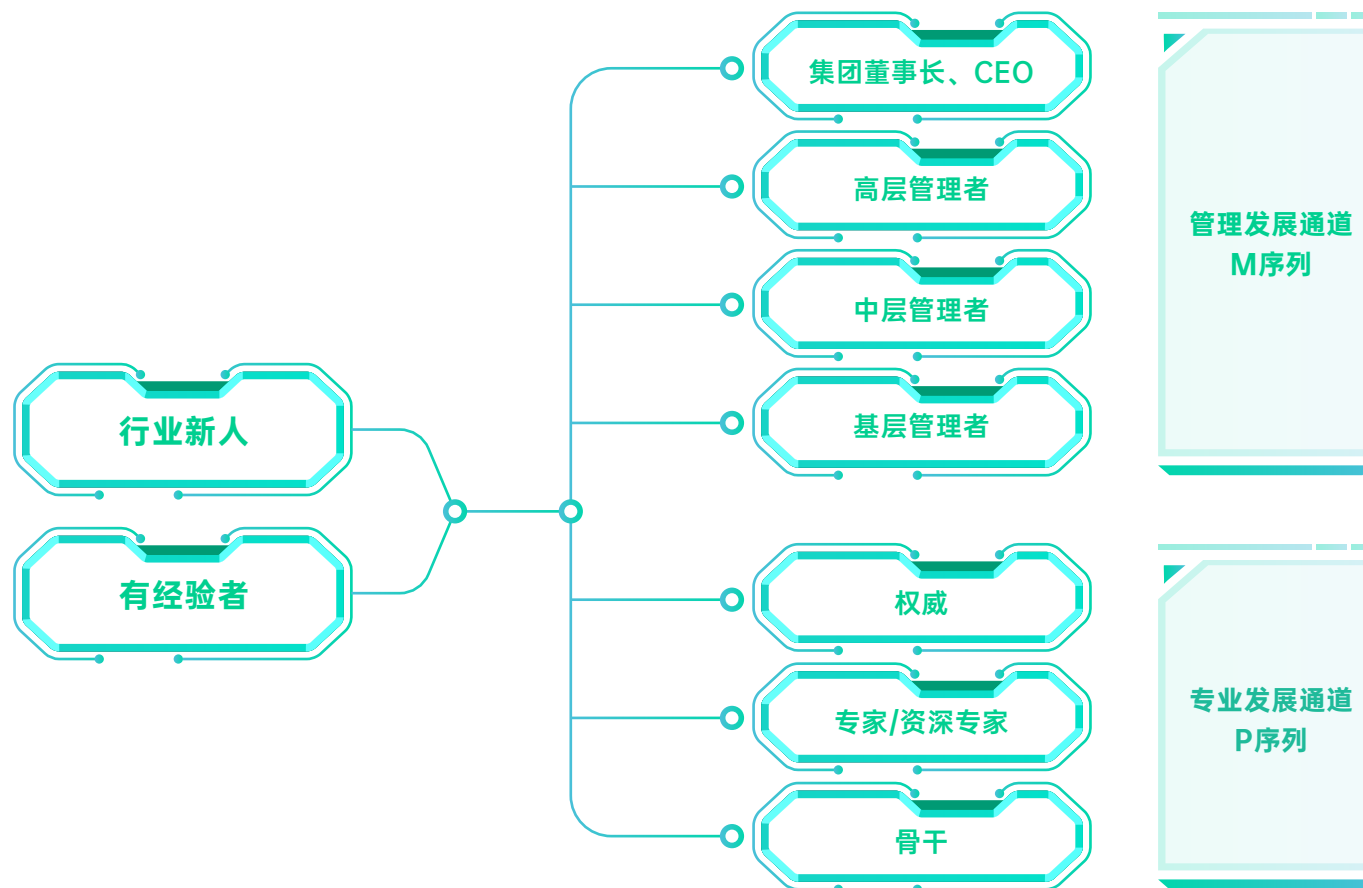 行业新人
有经验者
集团董事长、CEO
高层管理者
中层管理者
基层管理者
权威
专家/资深专家
骨干
管理发展通道
M序列
专业发展通道
P序列